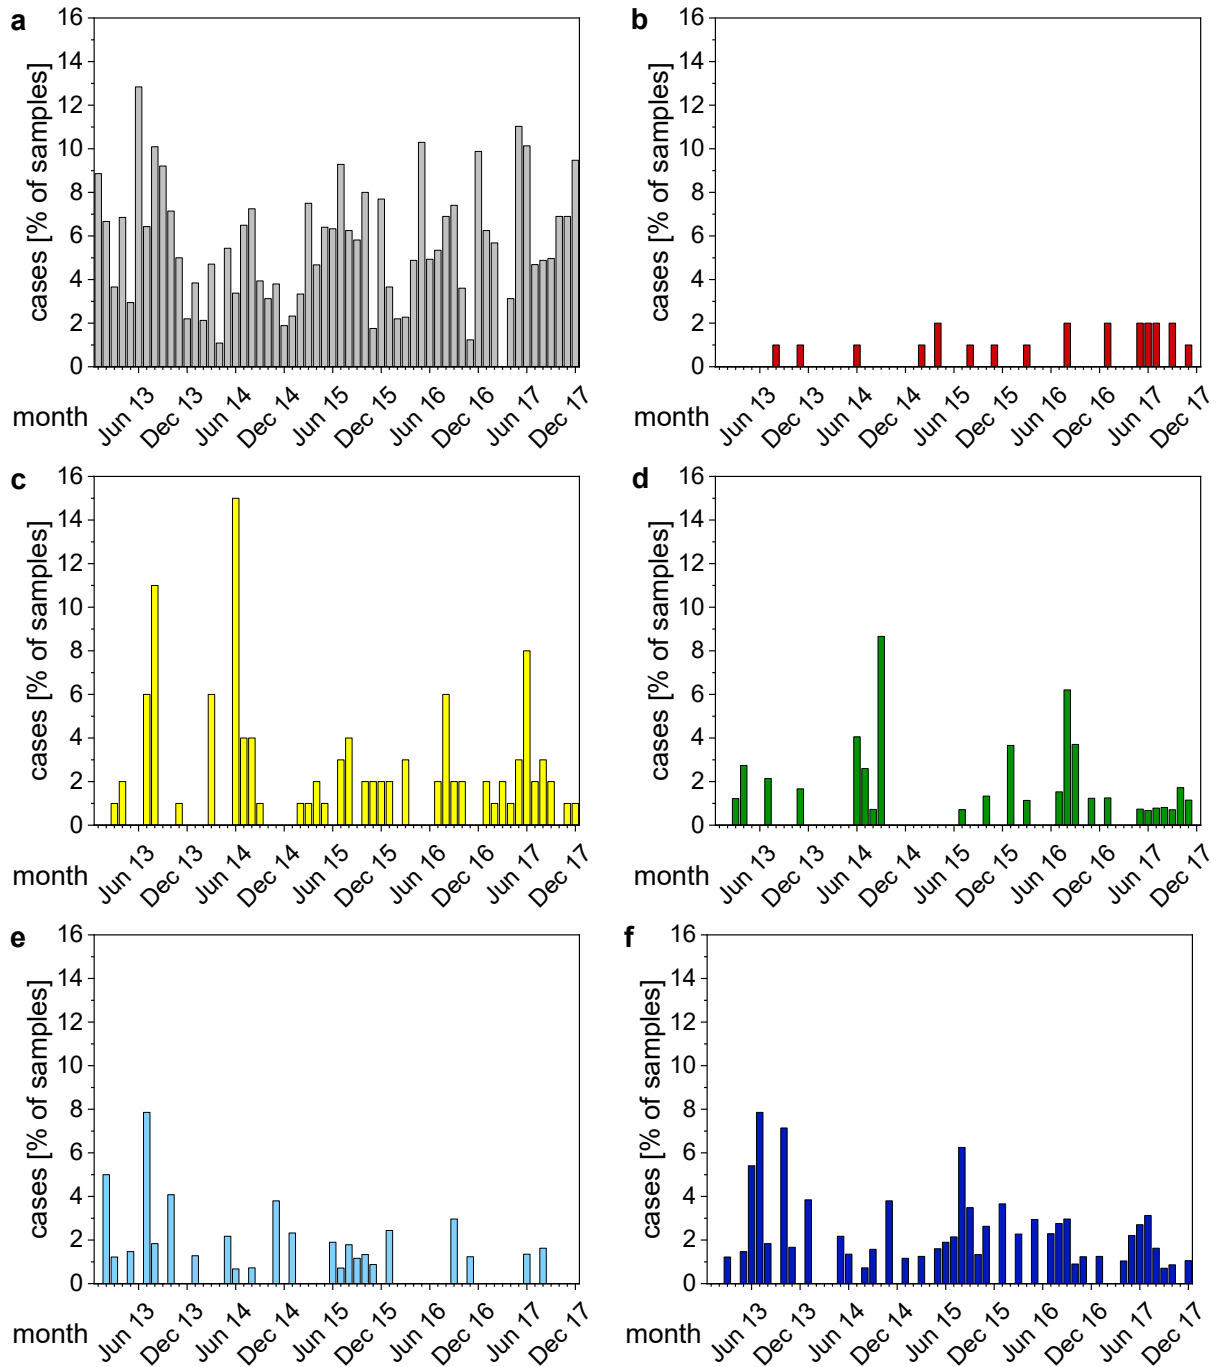 a
cases [% of samples]
16
14
12
10
8
6
4
2
0
month
Jun 13
Dec 13
Jun 14
Dec 14
Jun 15
Dec 15
Jun 16
Dec 16
Jun 17
Dec 17
b
cases [% of samples]
16
14
12
10
8
6
4
2
0
month
Jun 13
Dec 13
Jun 14
Dec 14
Jun 15
Dec 15
Jun 16
Dec 16
Jun 17
Dec 17
c
cases [% of samples]
16
14
12
10
8
6
4
2
0
month
Jun 13
Dec 13
Jun 14
Dec 14
Jun 15
Dec 15
Jun 16
Dec 16
Jun 17
Dec 17
d
cases [% of samples]
16
14
12
10
8
6
4
2
0
month
Jun 13
Dec 13
Jun 14
Dec 14
Jun 15
Dec 15
Jun 16
Dec 16
Jun 17
Dec 17
e
cases [% of samples]
16
14
12
10
8
6
4
2
0
month
Jun 13
Dec 13
Jun 14
Dec 14
Jun 15
Dec 15
Jun 16
Dec 16
Jun 17
Dec 17
f
cases [% of samples]
16
14
12
10
8
6
4
2
0
month
Jun 13
Dec 13
Jun 14
Dec 14
Jun 15
Dec 15
Jun 16
Dec 16
Jun 17
Dec 17